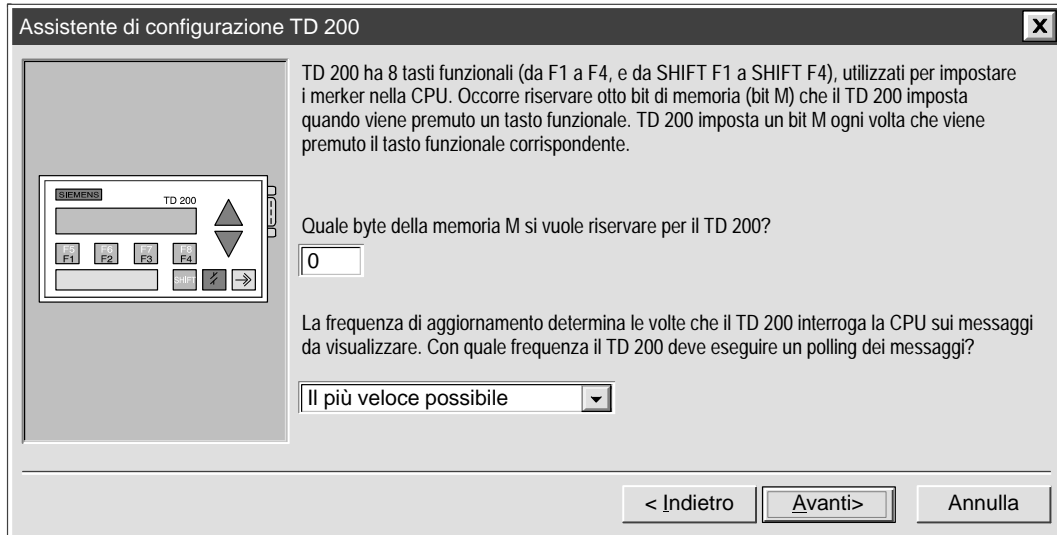 Assistente di configurazione TD 200
X
TD 200 ha 8 tasti funzionali (da F1 a F4, e da SHIFT F1 a SHIFT F4), utilizzati per impostare
i merker nella CPU. Occorre riservare otto bit di memoria (bit M) che il TD 200 imposta
quando viene premuto un tasto funzionale. TD 200 imposta un bit M ogni volta che viene
premuto il tasto funzionale corrispondente.
SIEMENS
TD 200
F5 F6 F7 F8
F1 F2 F3 F4
SHIFT
Quale byte della memoria M si vuole riservare per il TD 200?
0
La frequenza di aggiornamento determina le volte che il TD 200 interroga la CPU sui messaggi
da visualizzare. Con quale frequenza il TD 200 deve eseguire un polling dei messaggi?
Il più veloce possibile
< Indietro Avanti> Annulla